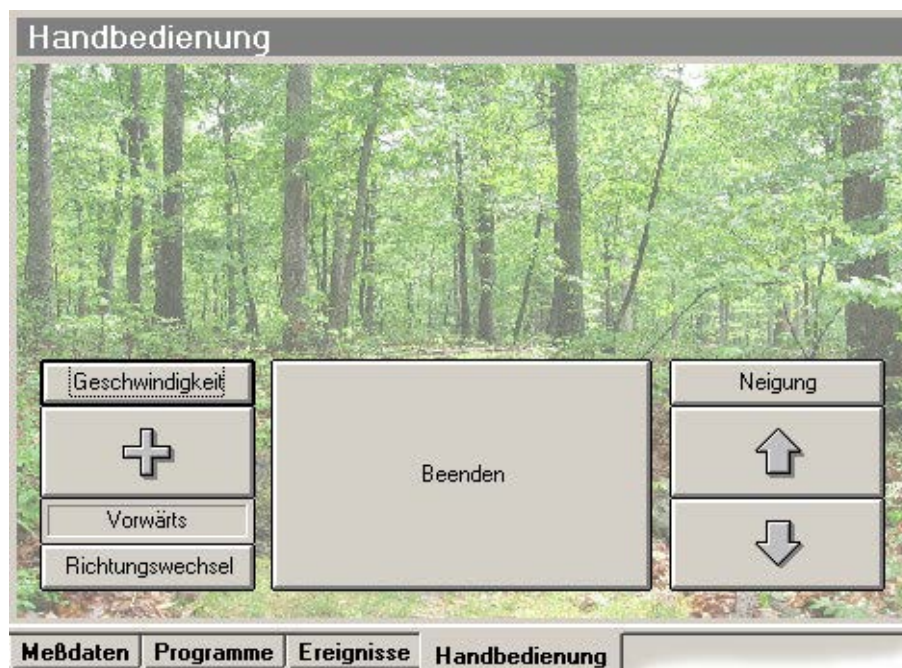 Handbedienung
Geschwindigkeit
Neigung
Beenden
Vorwärts
Richtungswechsel
Meßdaten Programme Ereignisse Handbedienung